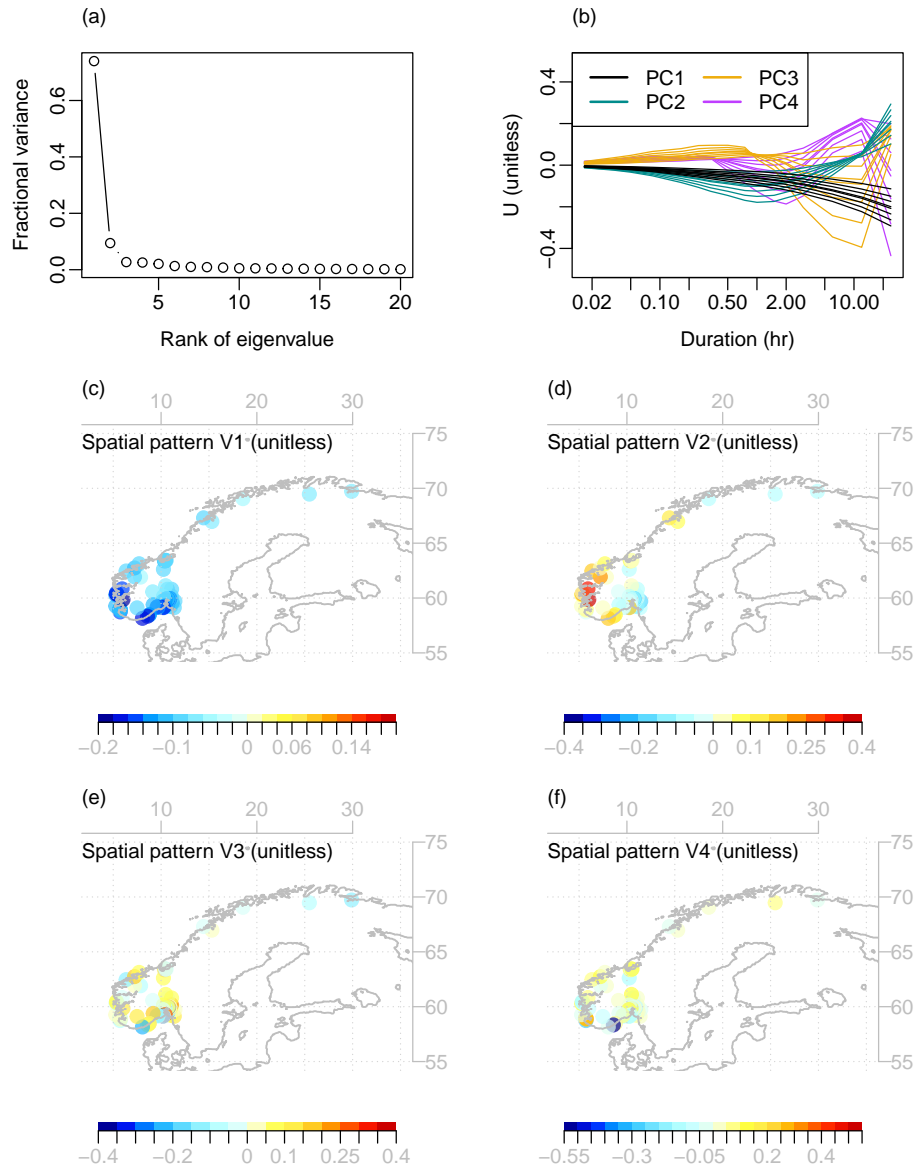 (a)
Fractional variance
0.0 0.2 0.4 0.6
5 10 15 20
Rank of eigenvalue
(b)
PC1 PC3
PC2 PC4
U (unitless)
−0.4 0.0 0.4
0.02 0.10 0.50 2.00 10.00
Duration (hr)
(c)
10 20 30
Spatial pattern V1 (unitless)
75
70
65
60
55
−0.2 −0.1 0 0.06 0.14
(d)
10 20 30
Spatial pattern V2 (unitless)
75
70
65
60
55
−0.4 −0.2 0 0.1 0.25 0.4
(e)
10 20 30
Spatial pattern V3 (unitless)
75
70
65
60
55
−0.4 −0.2 0 0.1 0.25 0.4
(f)
10 20 30
Spatial pattern V4 (unitless)
75
70
65
60
55
−0.55 −0.3 −0.05 0.25 0.5